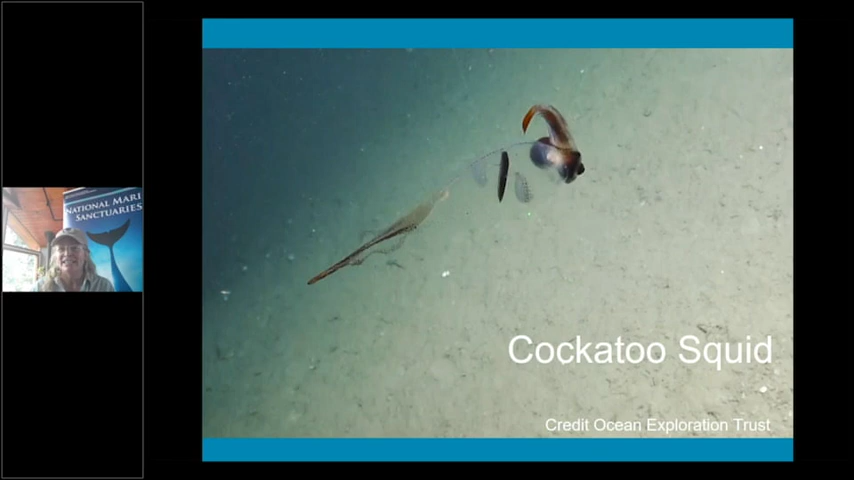 NATIONAL MARI
SANCTUARIES
Cockatoo Squid
Credit Ocean Exploration Trust